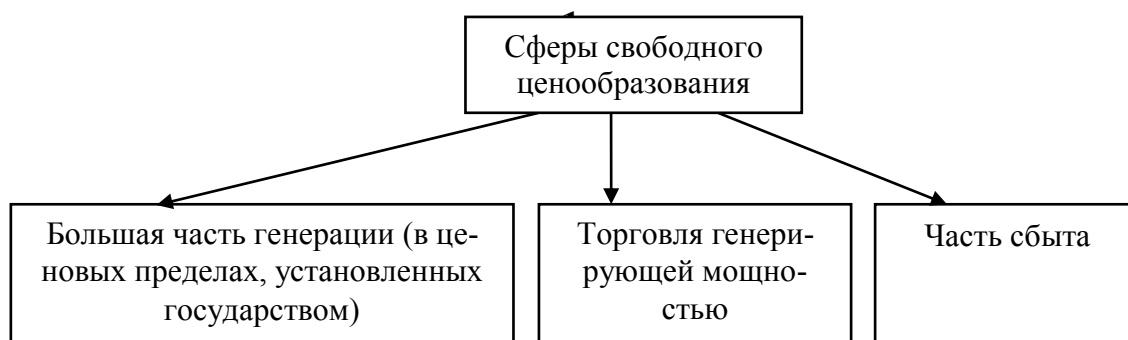 Сферы свободного
ценообразования
Большая часть генерации (в це-
новых пределах, установленных
государством)
Торговля генери-
рующей мощно-
стью
Часть сбыта